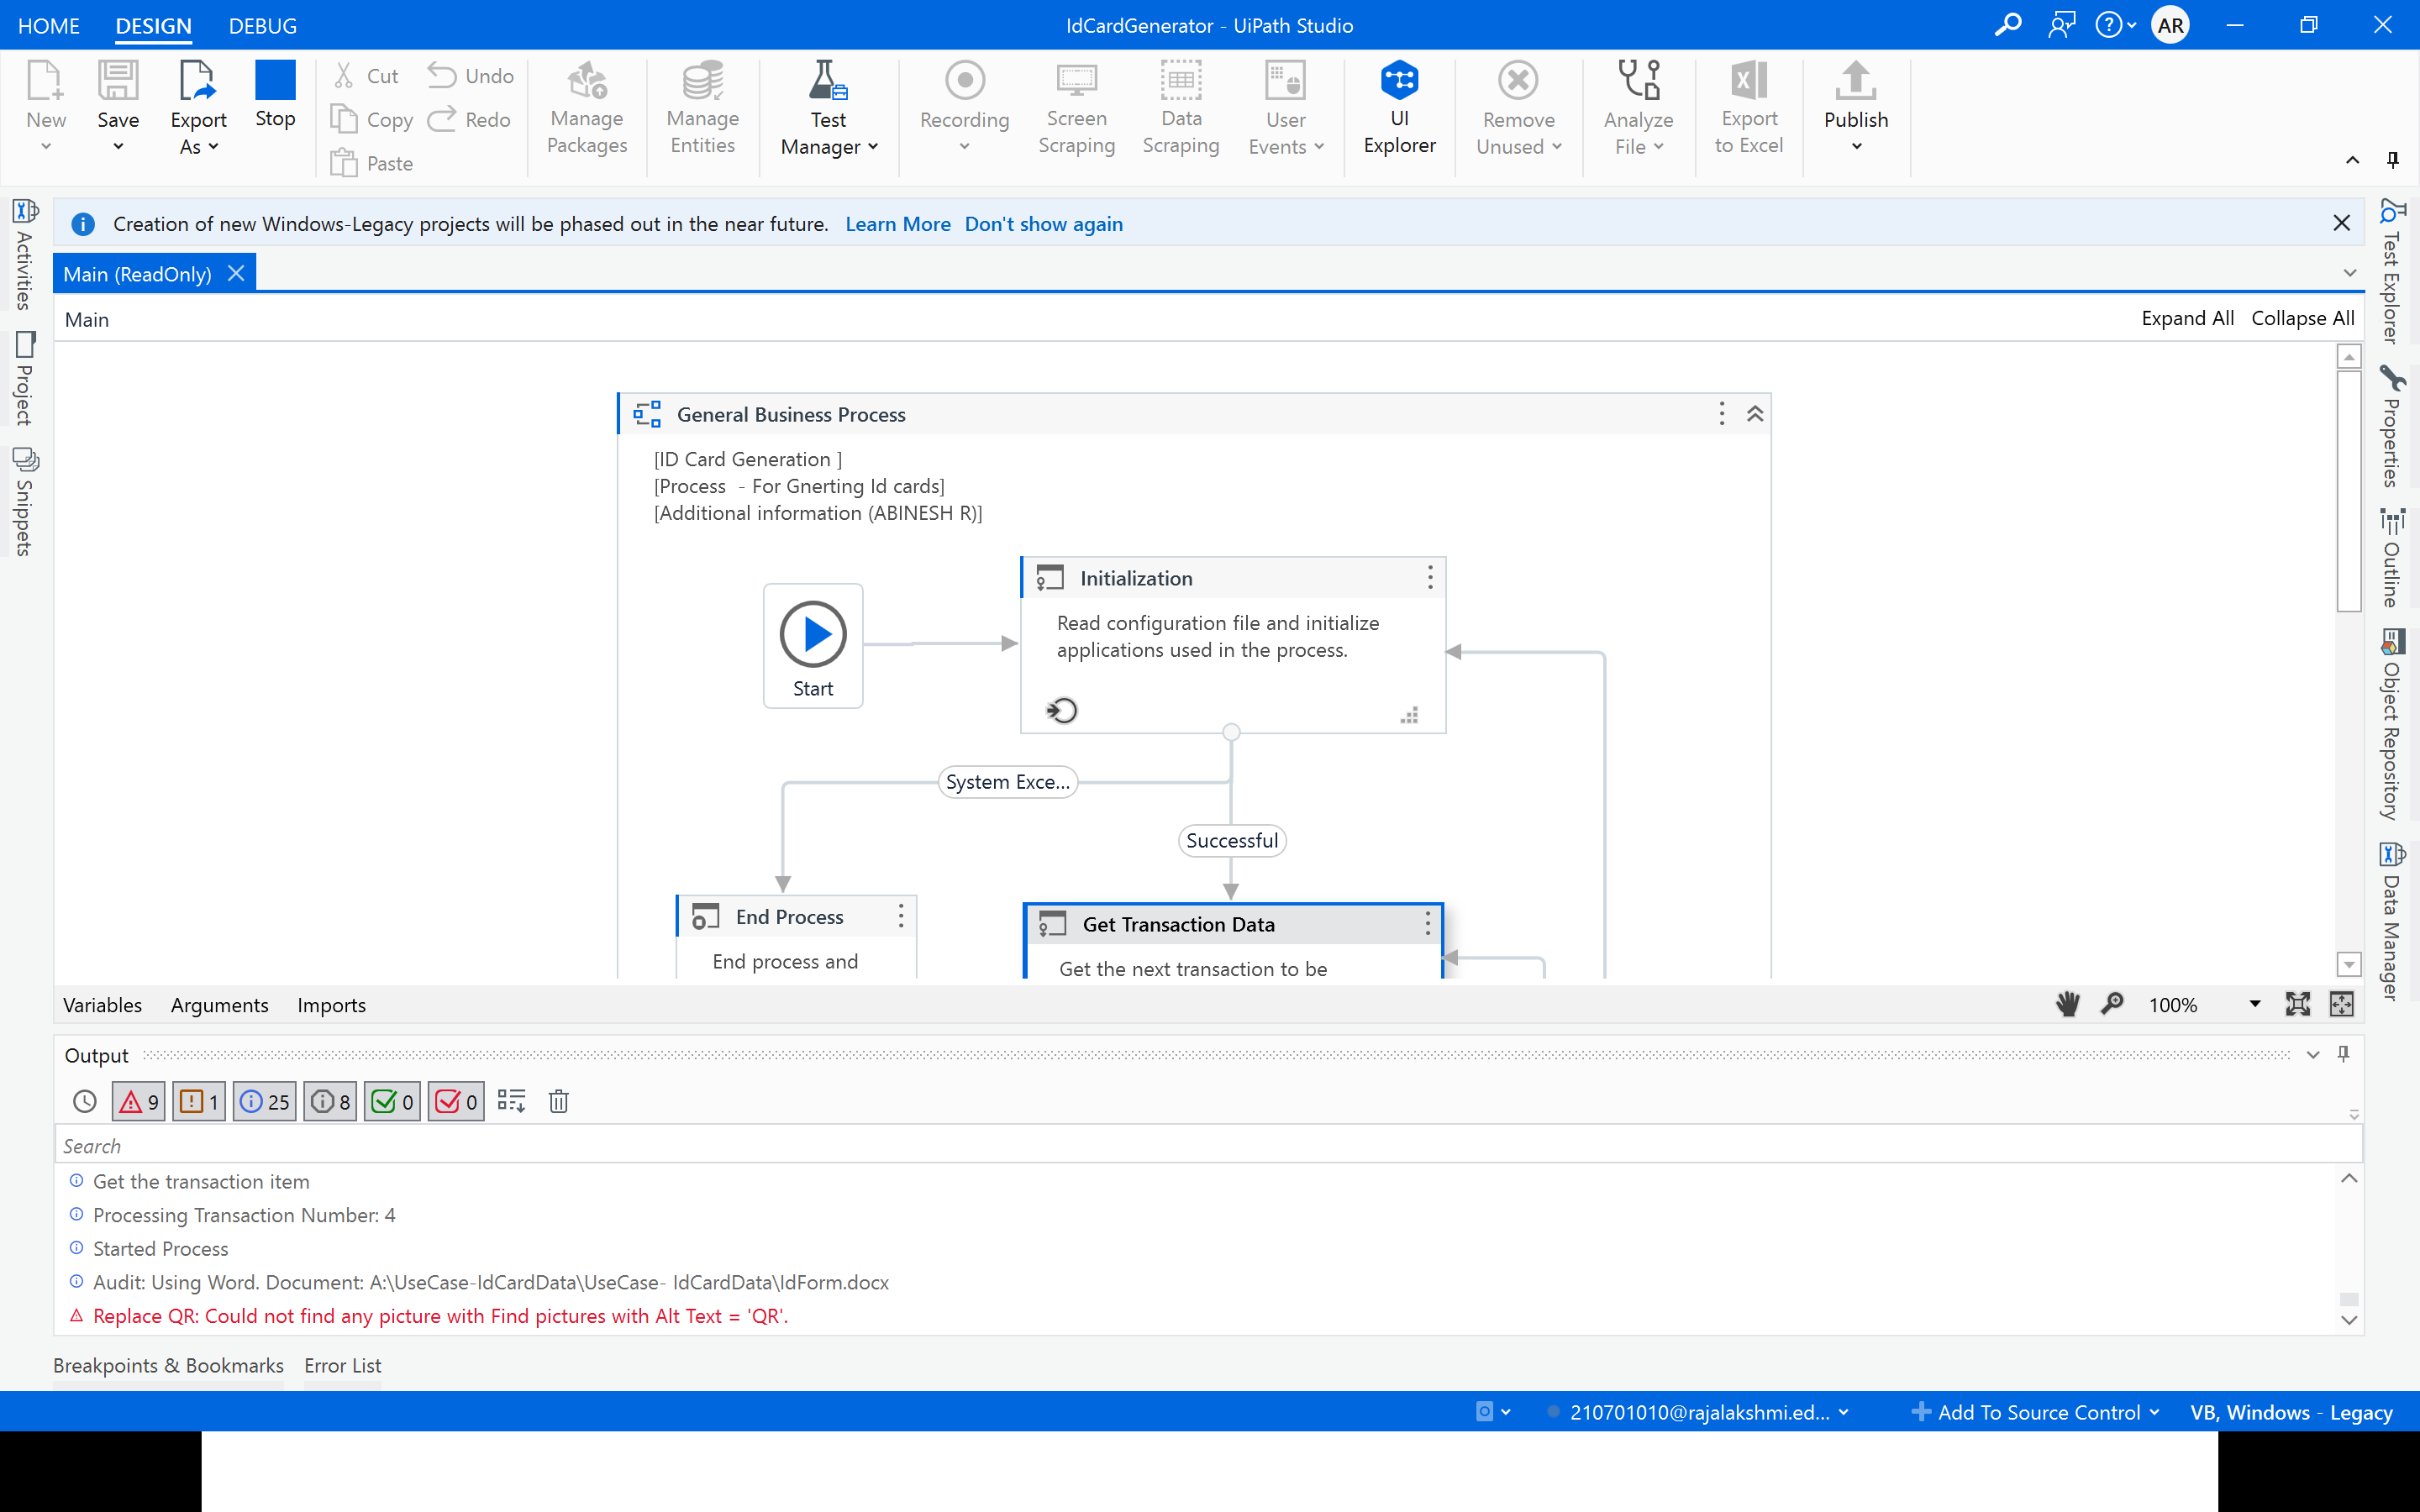 HOME DESIGN DEBUG IdCardGenerator - UiPath Studio AR
New Save Export As Stop Cut Copy Paste Undo Redo Manage Packages Manage Entities Test Manager Recording Screen Scraping Data Scraping User Events UI Explorer Remove Unused Analyze File Export to Excel Publish
Creation of new Windows-Legacy projects will be phased out in the near future. Learn More Don't show again
Main (ReadOnly)
Main Expand All Collapse All
Activities
Project
Snippets
General Business Process
[ID Card Generation ]
[Process - For Gnerting Id cards]
[Additional information (ABINESH R)]
Start
Initialization
Read configuration file and initialize
applications used in the process.
System Exce...
Successful
End Process
End process and
Get Transaction Data
Get the next transaction to be
Test Explorer
Properties
Outline
Object Repository
Data Manager
Variables Arguments Imports 100%
Output
9 1 25 8 0 0
Search
Get the transaction item
Processing Transaction Number: 4
Started Process
Audit: Using Word. Document: A:\UseCase-IdCardData\UseCase- IdCardData\IdForm.docx
Replace QR: Could not find any picture with Find pictures with Alt Text = 'QR'.
Breakpoints & Bookmarks Error List
210701010@rajalakshmi.ed... Add To Source Control VB, Windows - Legacy